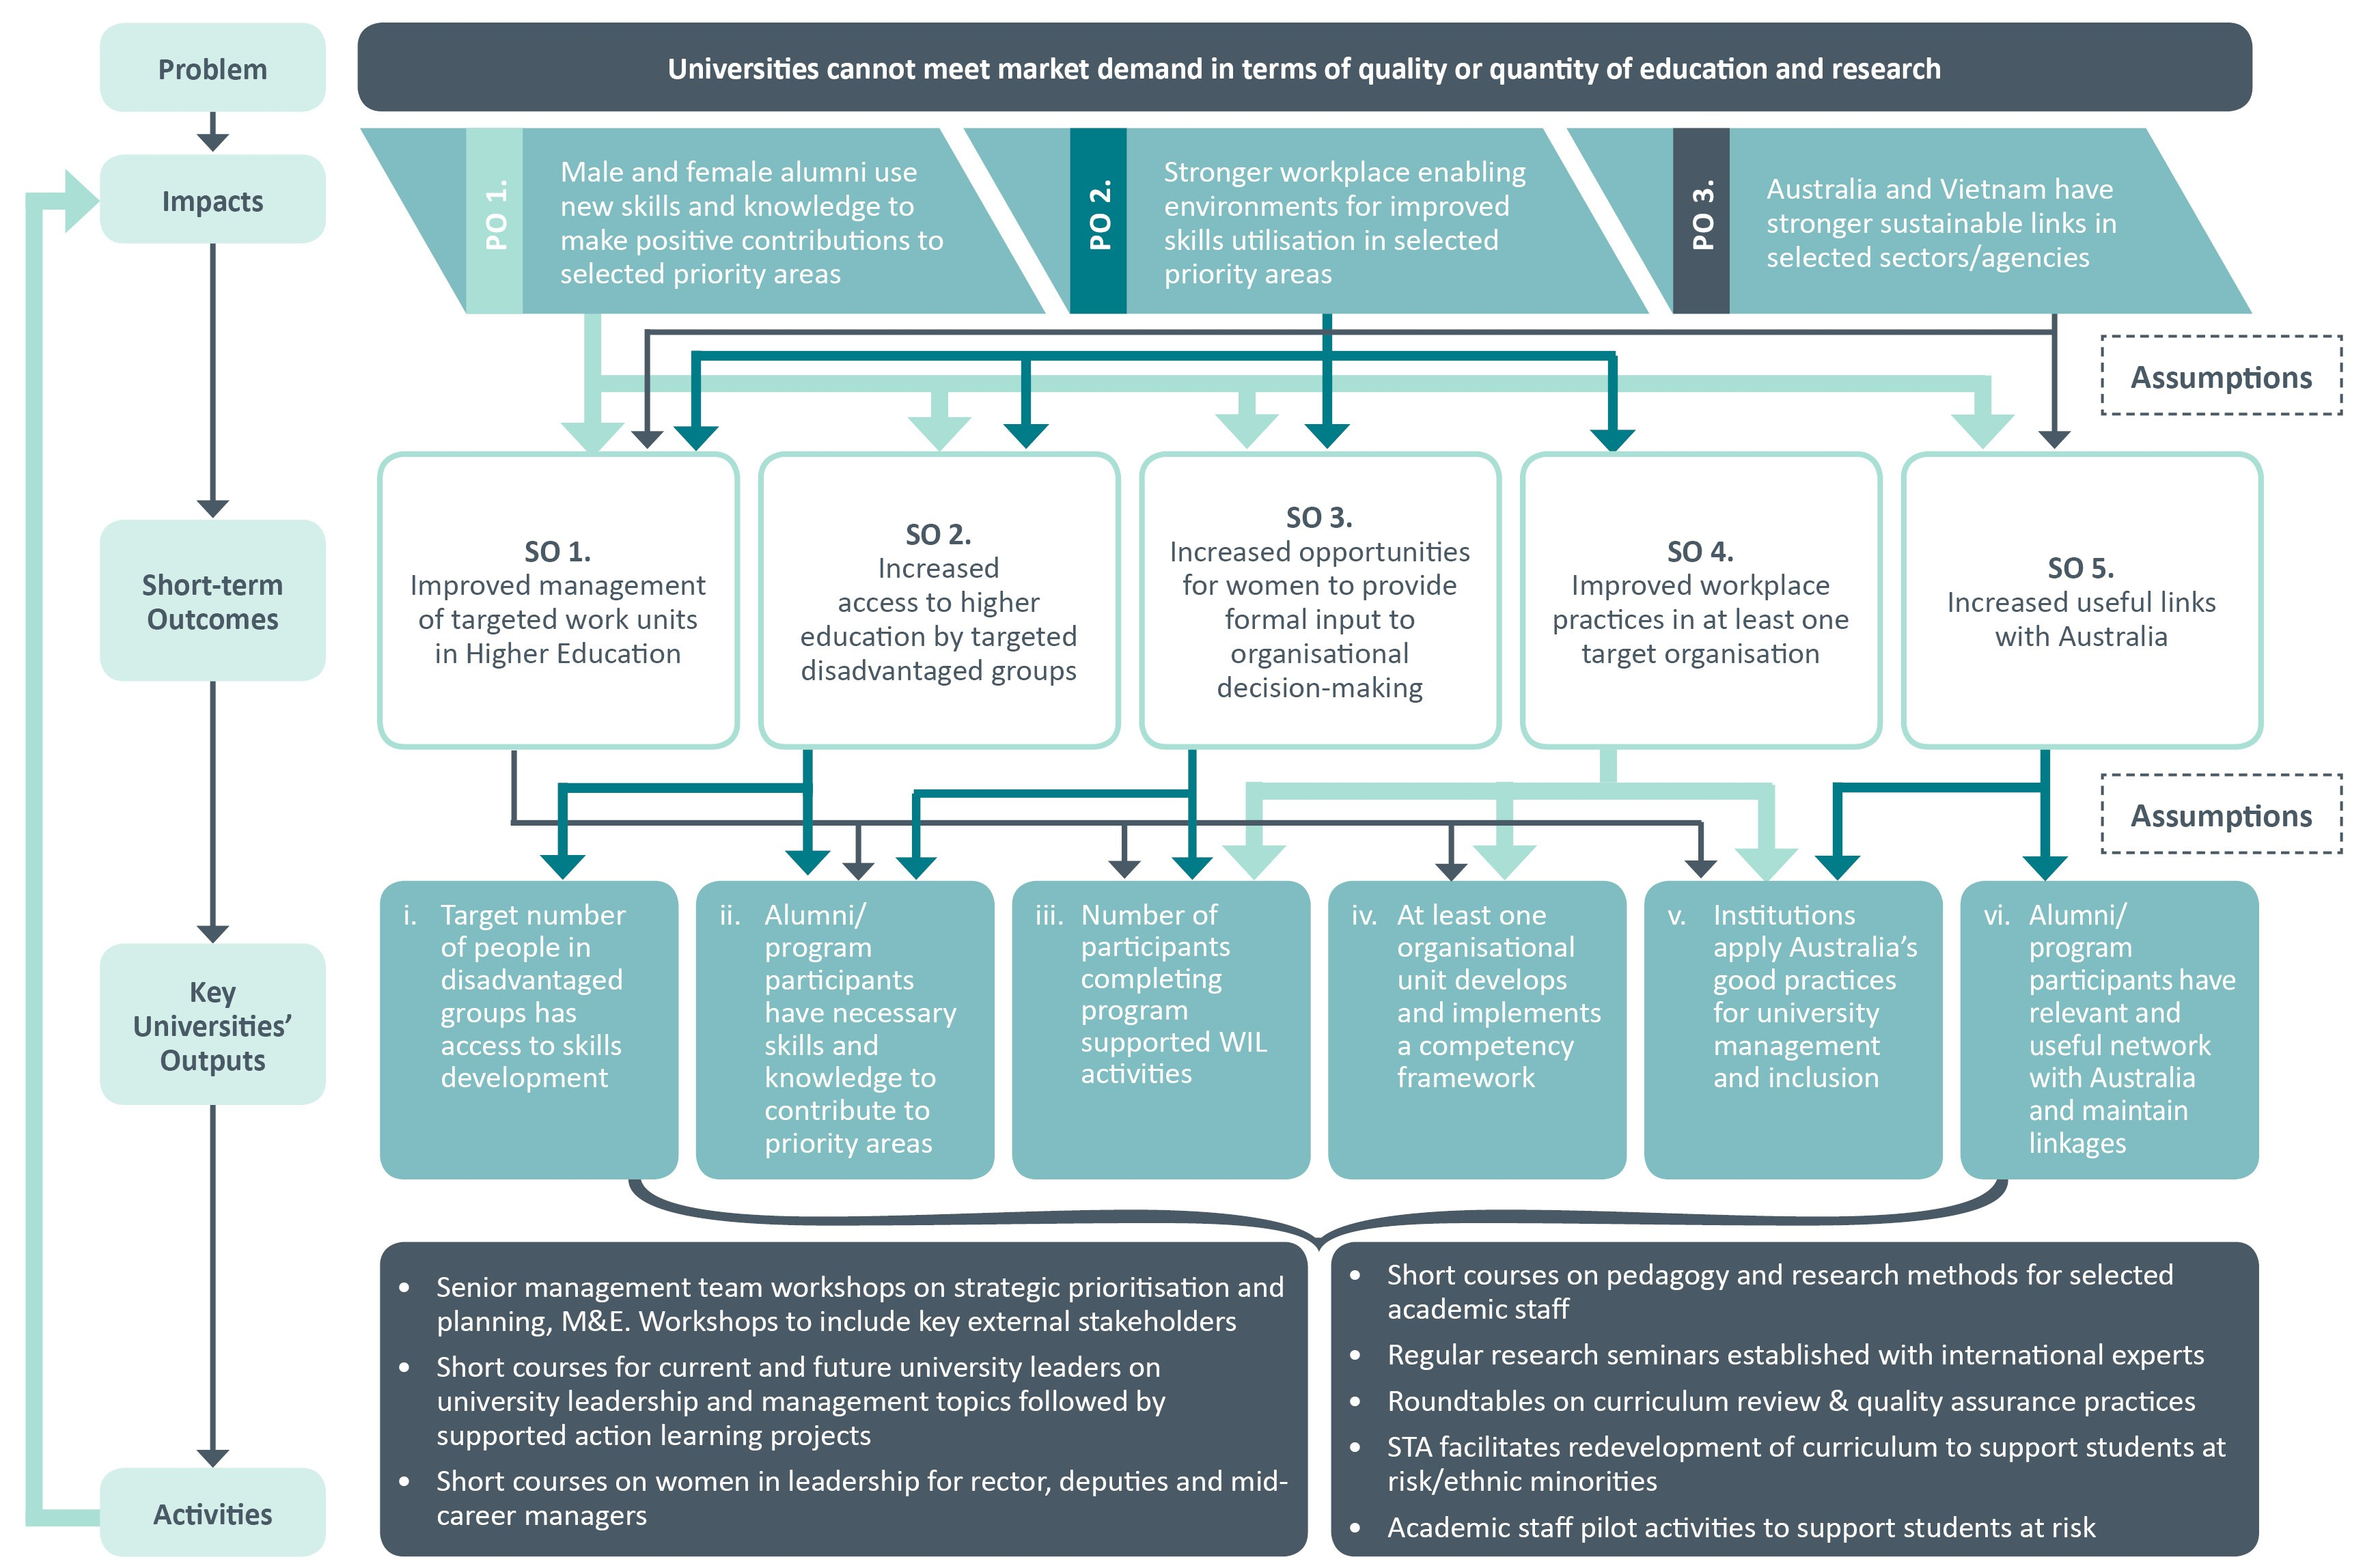 Problem
Universities cannot meet market demand in terms of quality or quantity of education and research
Impacts
PO 1.
Male and female alumni use
new skills and knowledge to
make positive contributions to
selected priority areas
PO 2.
Stronger workplace enabling
environments for improved
skills utilisation in selected
priority areas
PO 3.
Australia and Vietnam have
stronger sustainable links in
selected sectors/agencies
Assumptions
Short-term
Outcomes
SO 1.
Improved management
of targeted work units
in Higher Education
SO 2.
Increased
access to higher
education by targeted
disadvantaged groups
SO 3.
Increased opportunities
for women to provide
formal input to
organisational
decision-making
SO 4.
Improved workplace
practices in at least one
target organisation
SO 5.
Increased useful links
with Australia
Assumptions
Key
Universities’
Outputs
i. Target number
of people in
disadvantaged
groups has
access to skills
development
ii. Alumni/
program
participants
have necessary
skills and
knowledge to
contribute to
priority areas
iii. Number of
participants
completing
program
supported WIL
activities
iv. At least one
organisational
unit develops
and implements
a competency
framework
v. Institutions
apply Australia’s
good practices
for university
management
and inclusion
vi. Alumni/
program
participants have
relevant and
useful network
with Australia
and maintain
linkages
Activities
• Senior management team workshops on strategic prioritisation and
planning, M&E. Workshops to include key external stakeholders
• Short courses for current and future university leaders on
university leadership and management topics followed by
supported action learning projects
• Short courses on women in leadership for rector, deputies and mid-
career managers
• Short courses on pedagogy and research methods for selected
academic staff
• Regular research seminars established with international experts
• Roundtables on curriculum review & quality assurance practices
• STA facilitates redevelopment of curriculum to support students at
risk/ethnic minorities
• Academic staff pilot activities to support students at risk